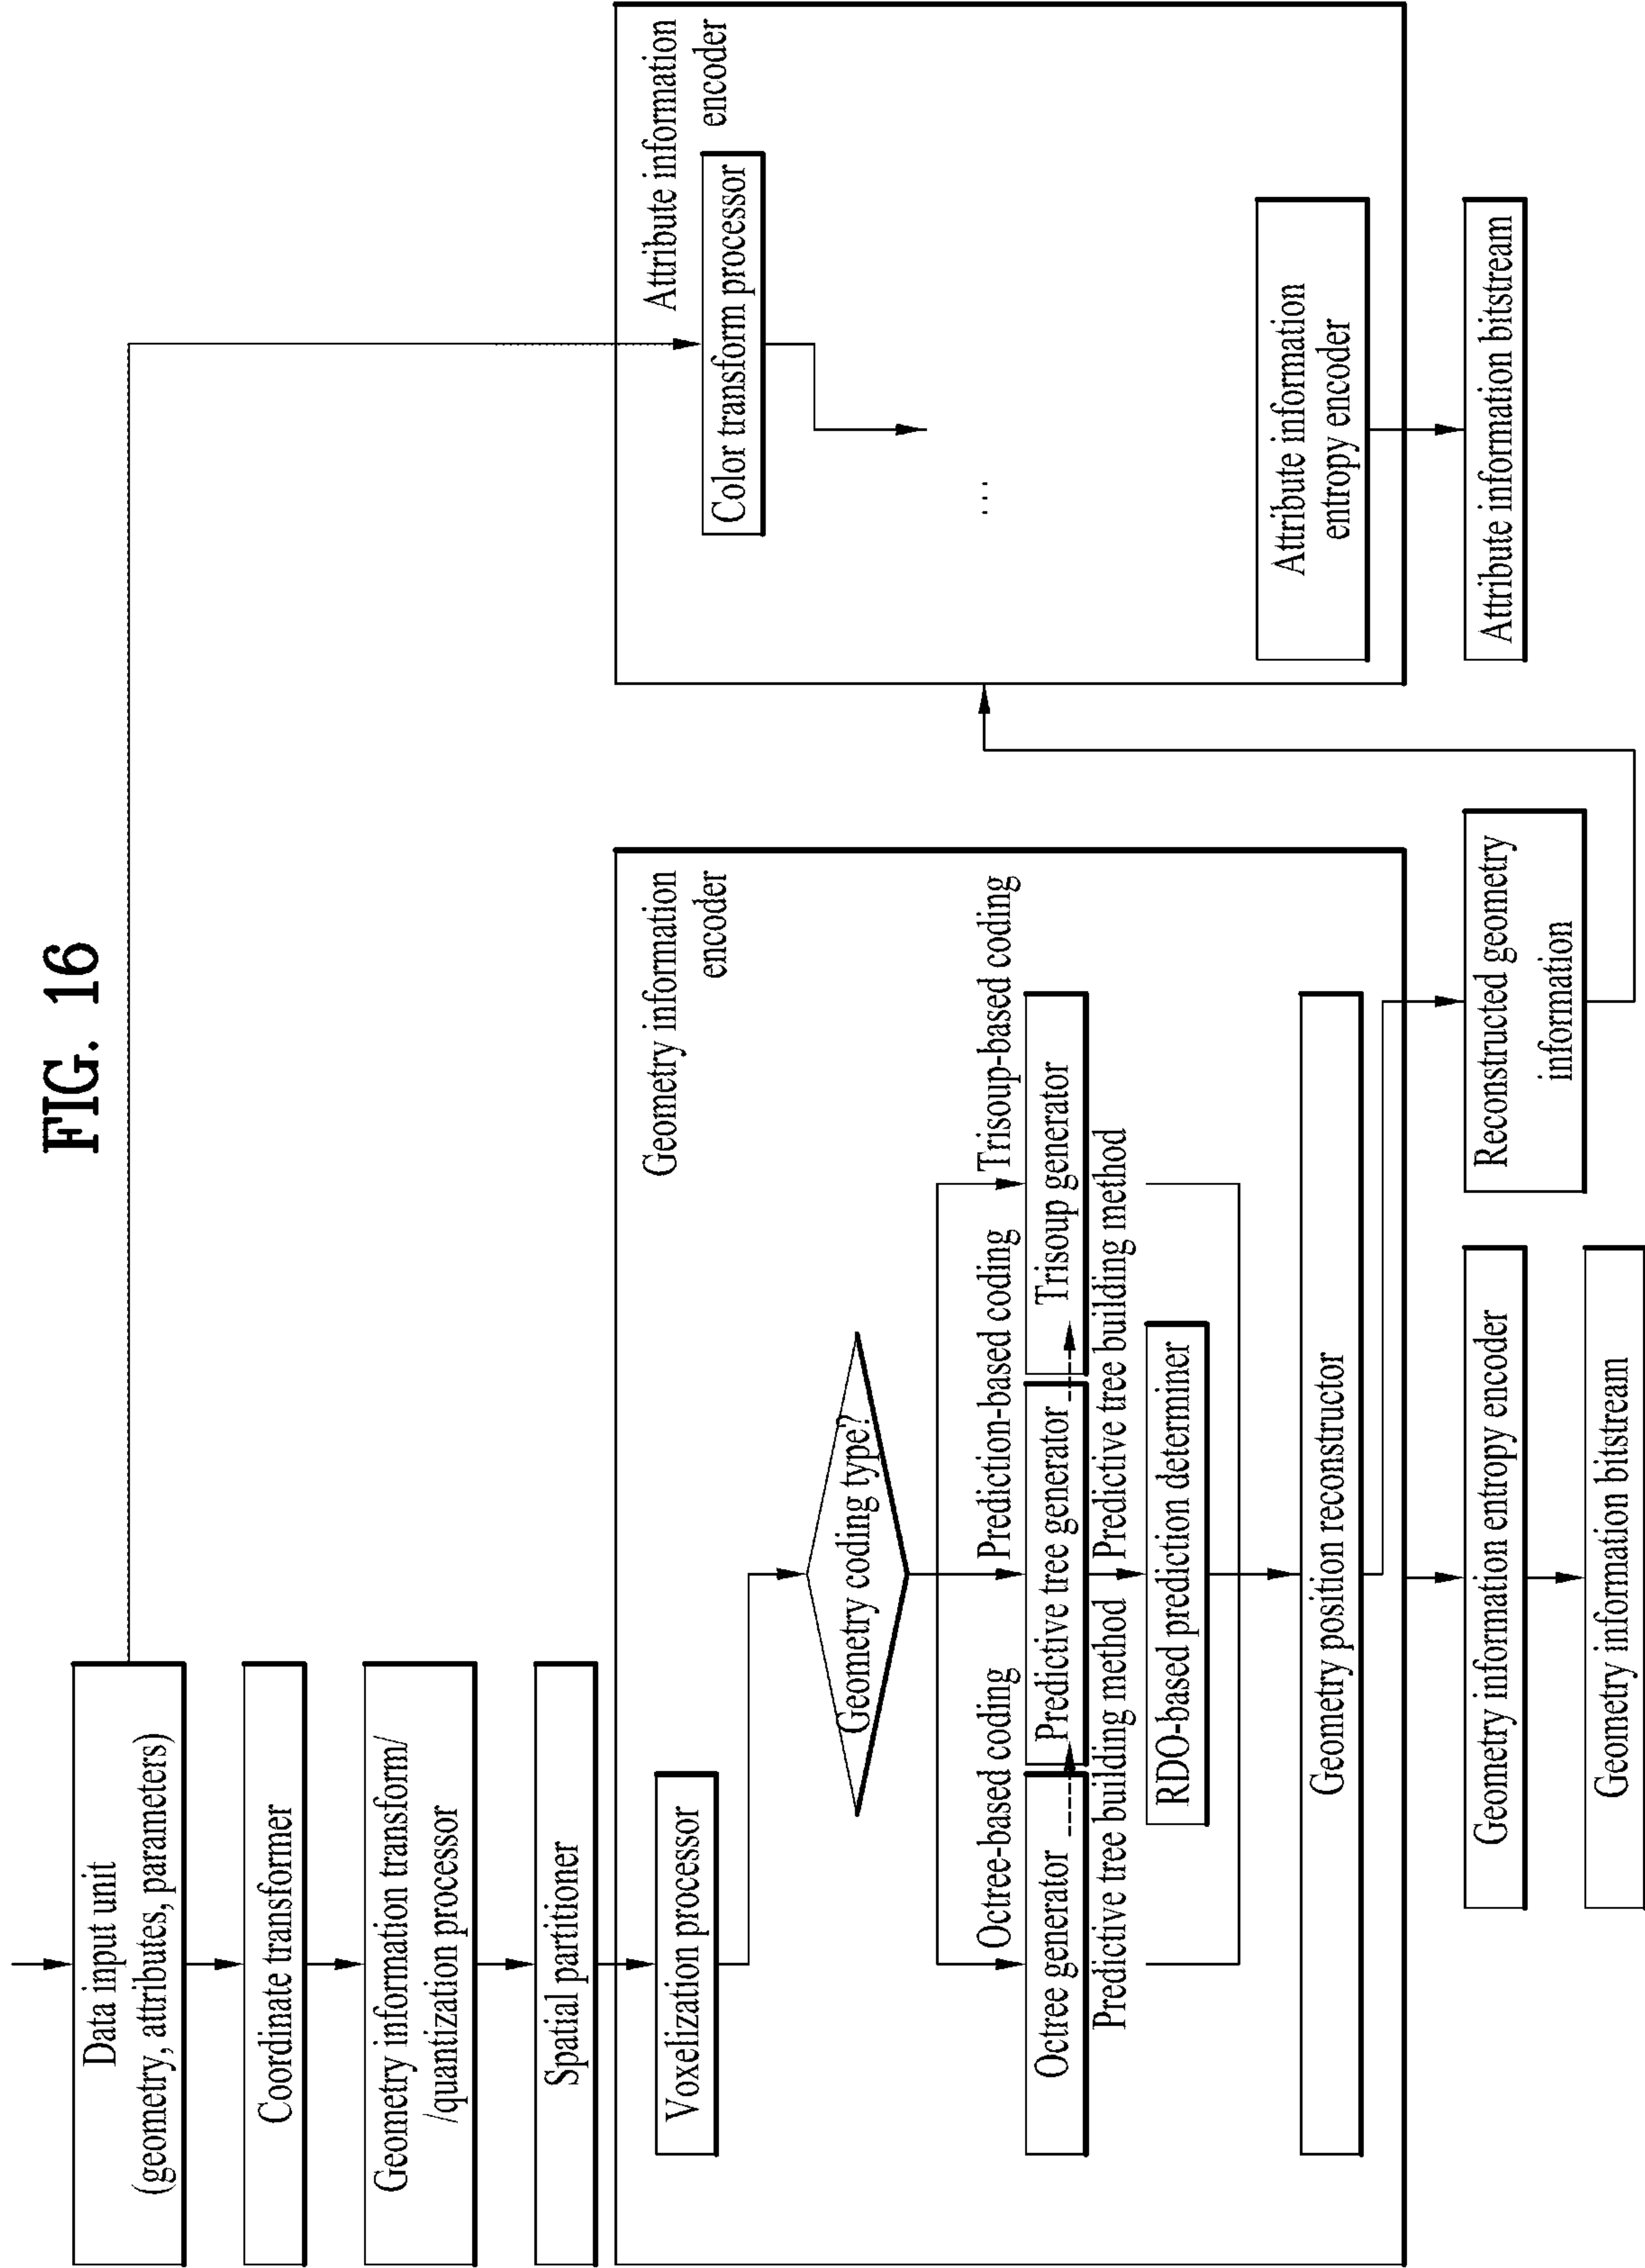 FIG. 16
Data input unit
(geometry, attributes, parameters)
Coordinate transformer
Geometry information transform/
/quantization processor
Spatial partitioner
Geometry information
encoder
Voxelization processor
Geometry coding type?
Octree-based coding
Prediction-based coding
Trisoup-based coding
Octree generator
Predictive tree generator
Trisoup generator
Predictive tree building method
Predictive tree building method
RDO-based prediction determiner
Geometry position reconstructor
Geometry information entropy encoder
Geometry information bitstream
Reconstructed geometry
information
Attribute information
encoder
Color transform processor
...
Attribute information
entropy encoder
Attribute information bitstream